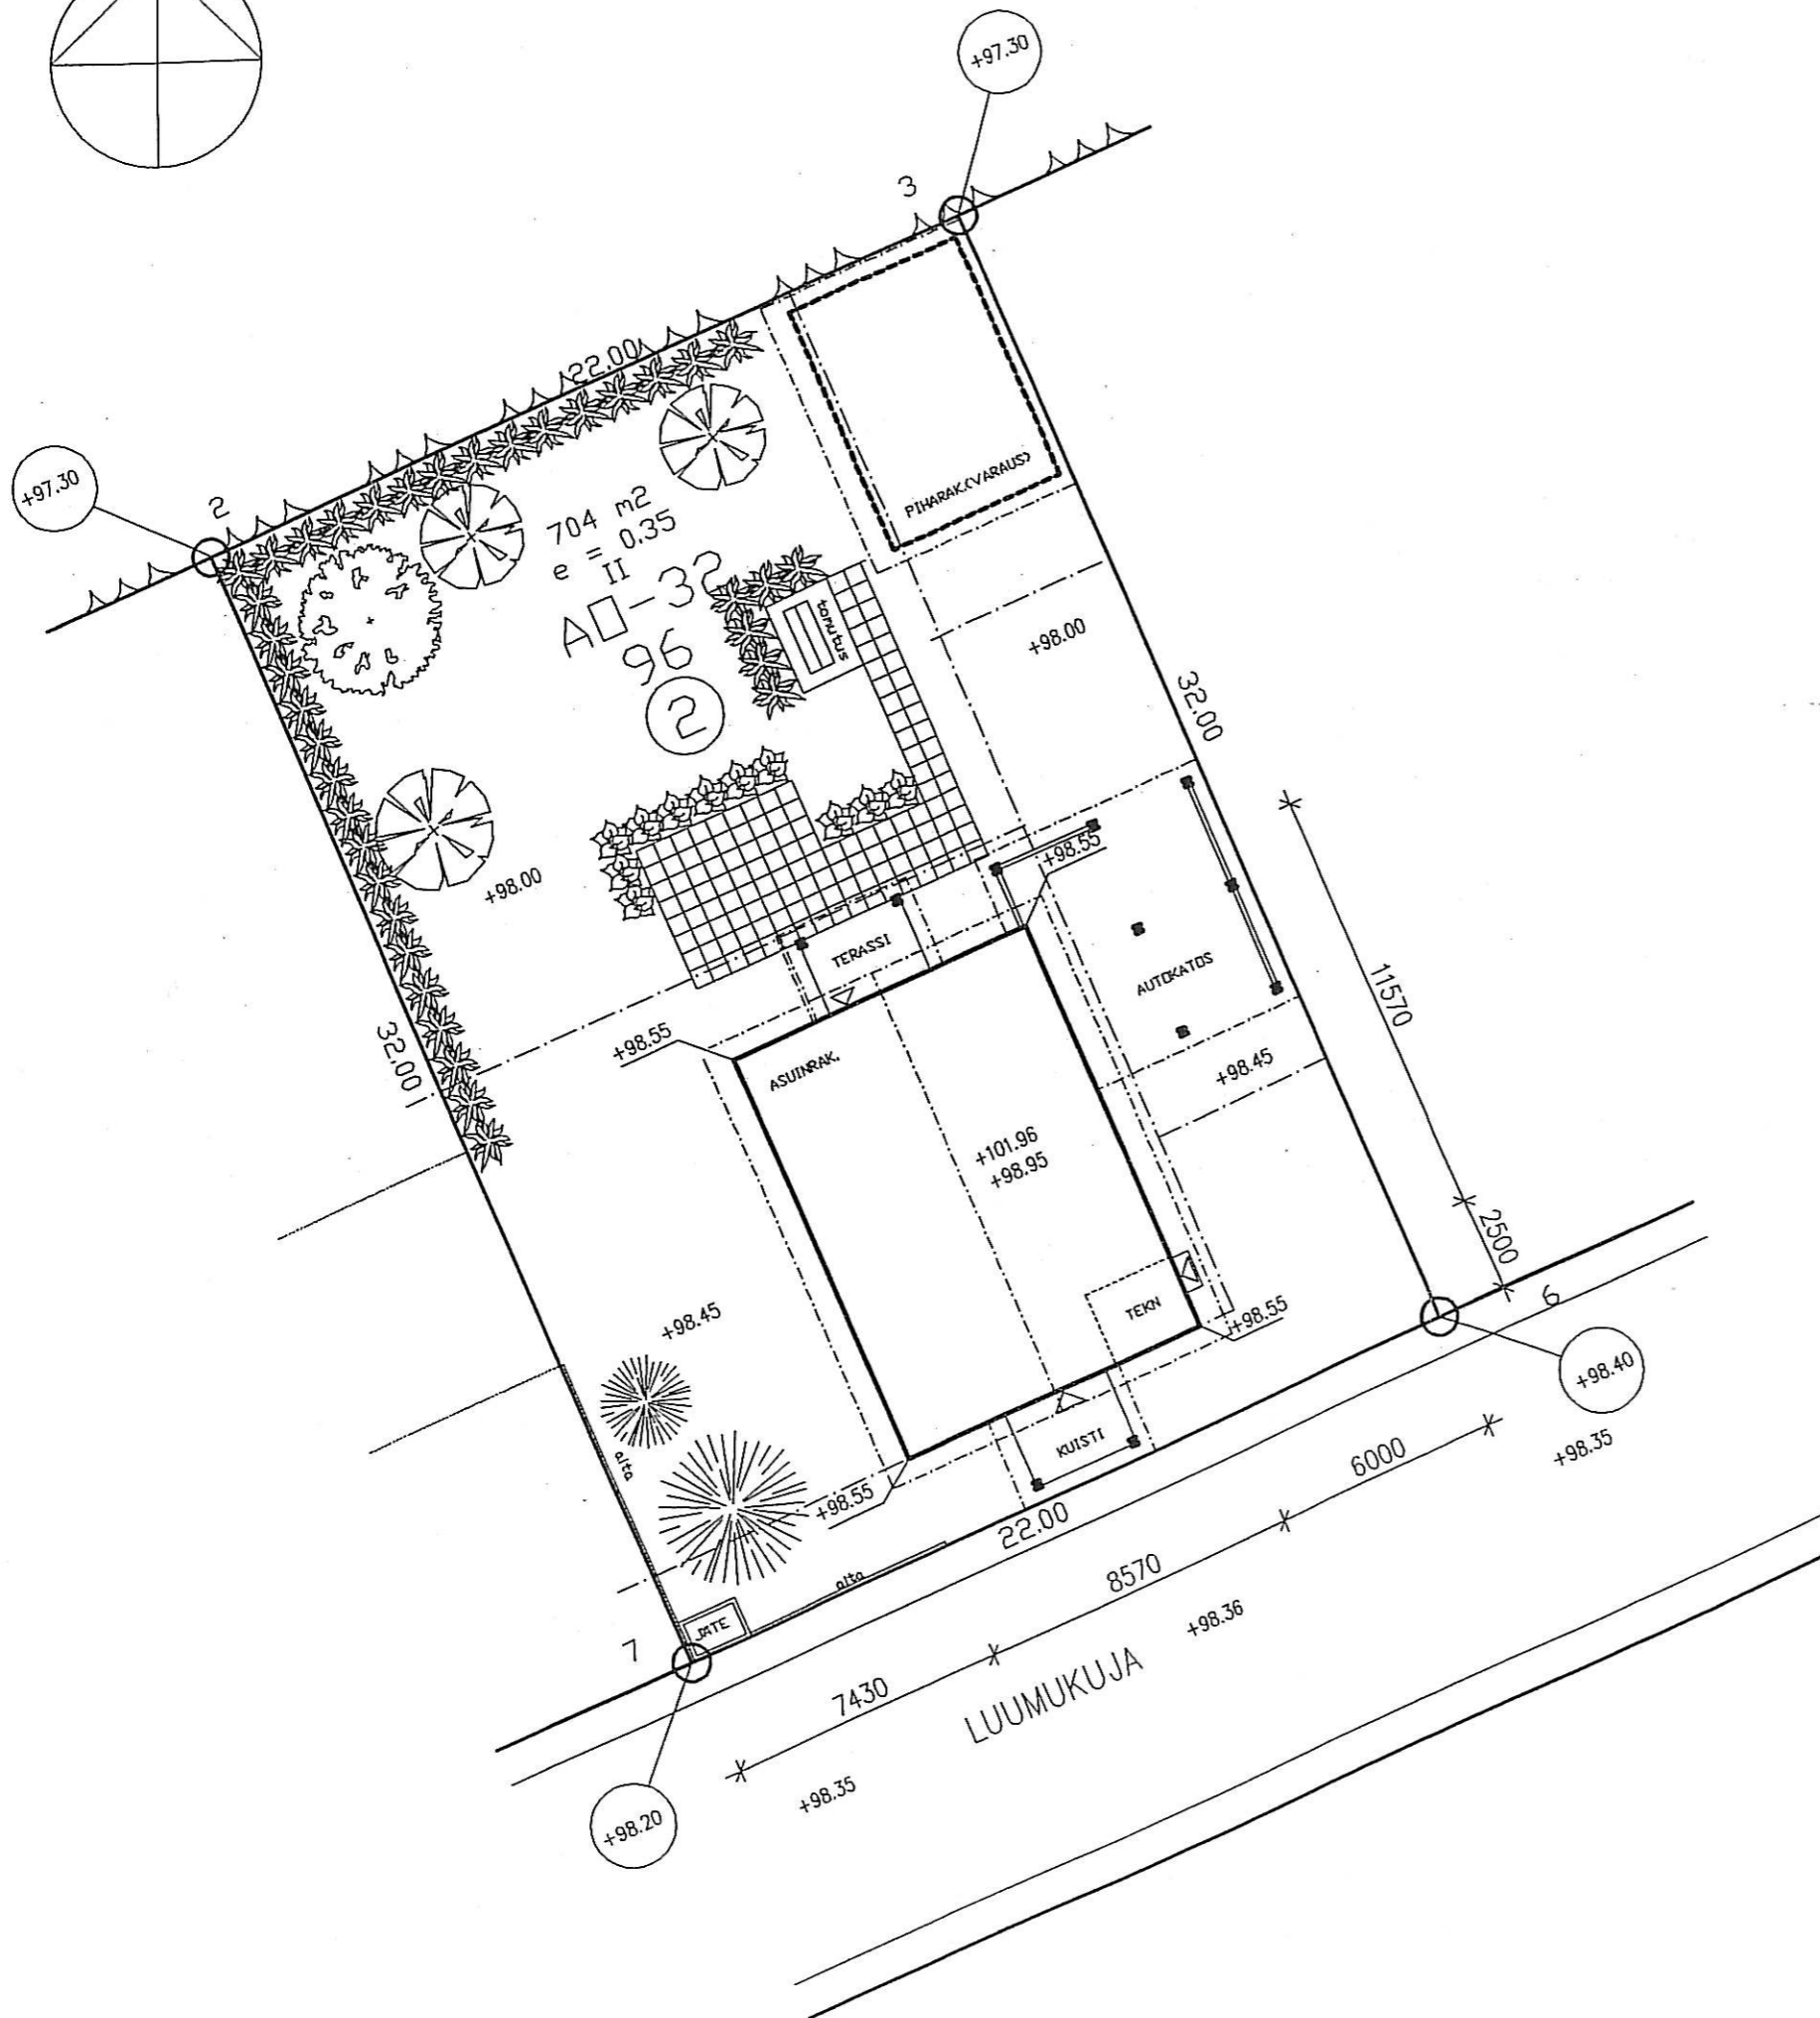 +97.30
3
22.00
+97.30
2
704 m2
e = 0.35
II
AO-32
96
2
PIHARAK.(VARAUS)
tomutus
+98.00
32.00
+98.00
+98.55
TERASSI
AUTOKATOS
11570
32.00
+98.55
ASUINRAK.
+98.45
+101.96
+98.95
2500
+98.45
TEKN
+98.55
6
+98.40
alta
KUISTI
+98.55
22.00
6000
+98.35
alta
8570
JÄTE
7
+98.36
7430
LUUMUKUJA
+98.35
+98.20